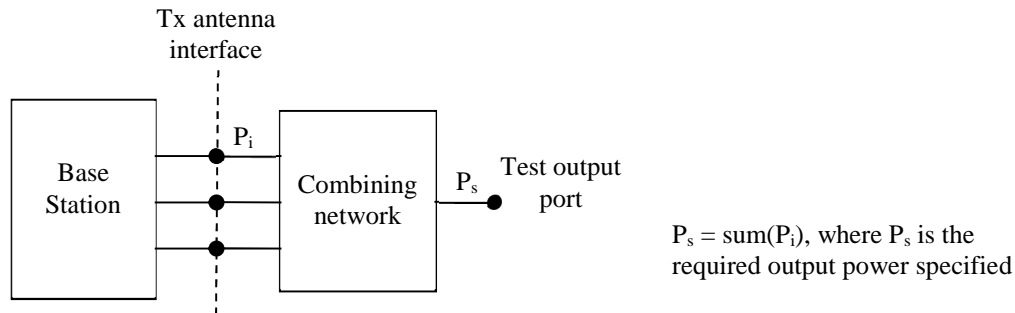 Tx antenna
interface
Base
Station
Pi
Combining
network
Ps
Test output
port
Ps = sum(Pi), where Ps is the
required output power specified